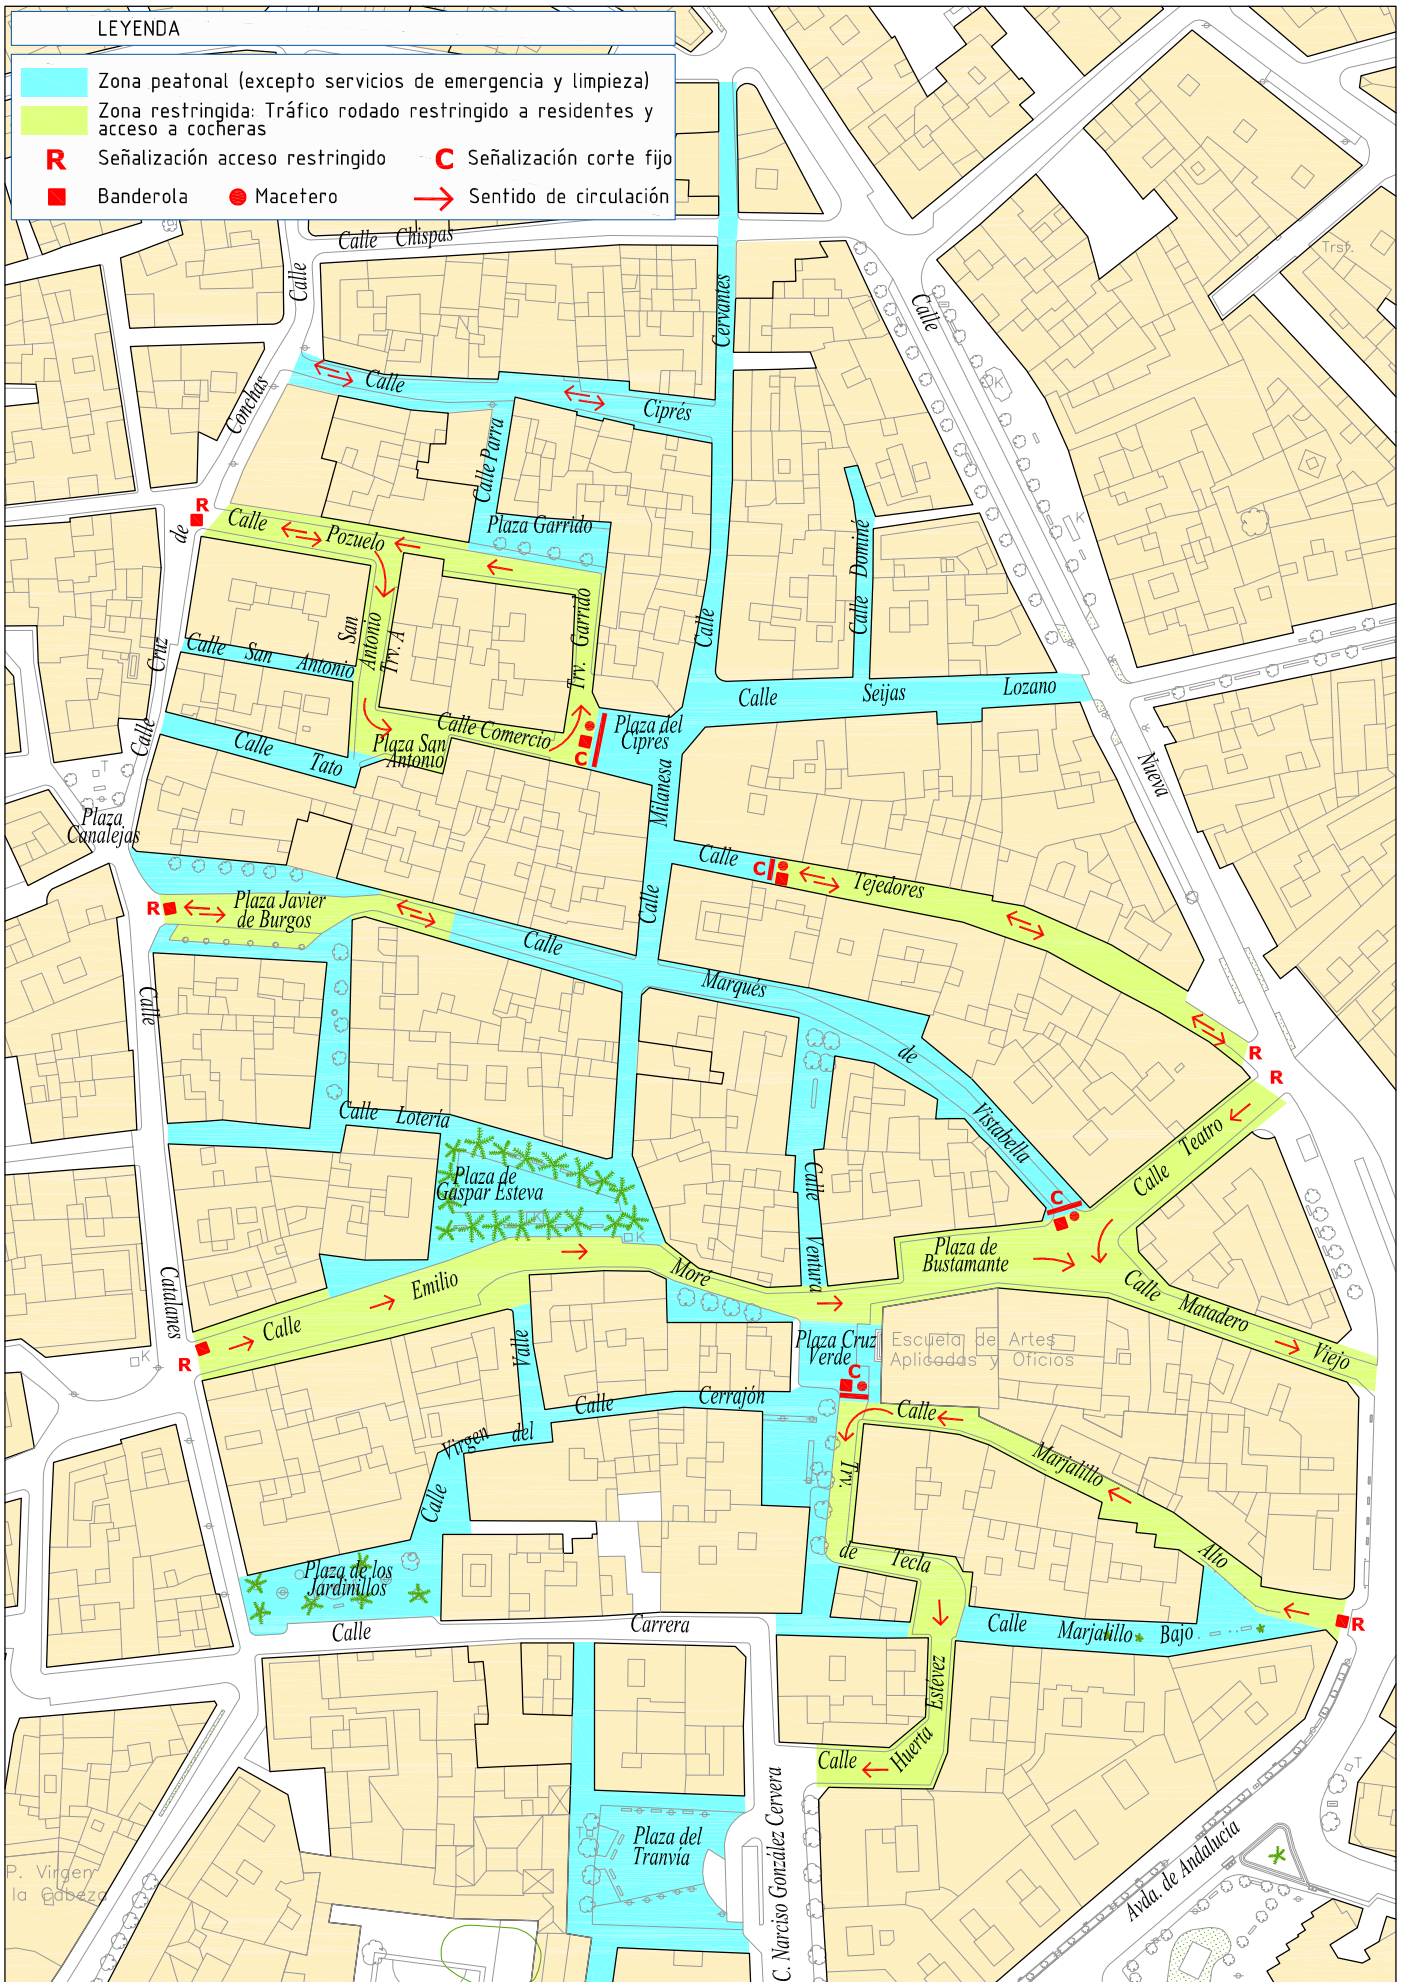 LEYENDA
Zona peatonal (excepto servicios de emergencia y limpieza)
Zona restringida: Tráfico rodado restringido a residentes y
acceso a cocheras
R Señalización acceso restringido
C Señalización corte fijo
Banderola
Macetero
Sentido de circulación
Calle Chispas
Calle
Conchas
de
Cruz
Calle
Cervantes
Calle
Calle
Nueva
Trsf.
Calle Ciprés
Calle Parra
Plaza Garrido
K
K
R
Calle Pozuelo
San
Antonio
Trv. A
Trv. Garrido
Calle Dominé
Calle San Antonio
Calle Seijas Lozano
Calle Comercio
Plaza San
Antonio
C
Plaza del
Ciprés
Calle Tato
T
Plaza
Canalejas
Milanesa
Calle
Calle
C
Tejedores
R
Plaza Javier
de Burgos
Calle
Marqués
de
Vistabella
Calle
Catalanes
R
R
Calle Teatro
Calle Lotería
Plaza de
Gaspar Esteva
K
K
Calle Ventura
C
Plaza de
Bustamante
Calle Matadero Viejo
Calle Emilio Moré
K
R
Plaza Cruz
Verde
Escuela de Artes
Aplicadas y Oficios
C
Valle
Calle Cerrajón
Calle
Virgen del
Calle
Marjalillo
Alto
Trv.
de Tecla
Calle
Plaza de los
Jardinillos
R
Calle Carrera
Calle Marjalillo Bajo
Estévez
Huerta
Calle
C. Narciso González Cervera
Plaza del
Tranvía
T
T
Avda. de Andalucía
P. Virgen
la Cabeza